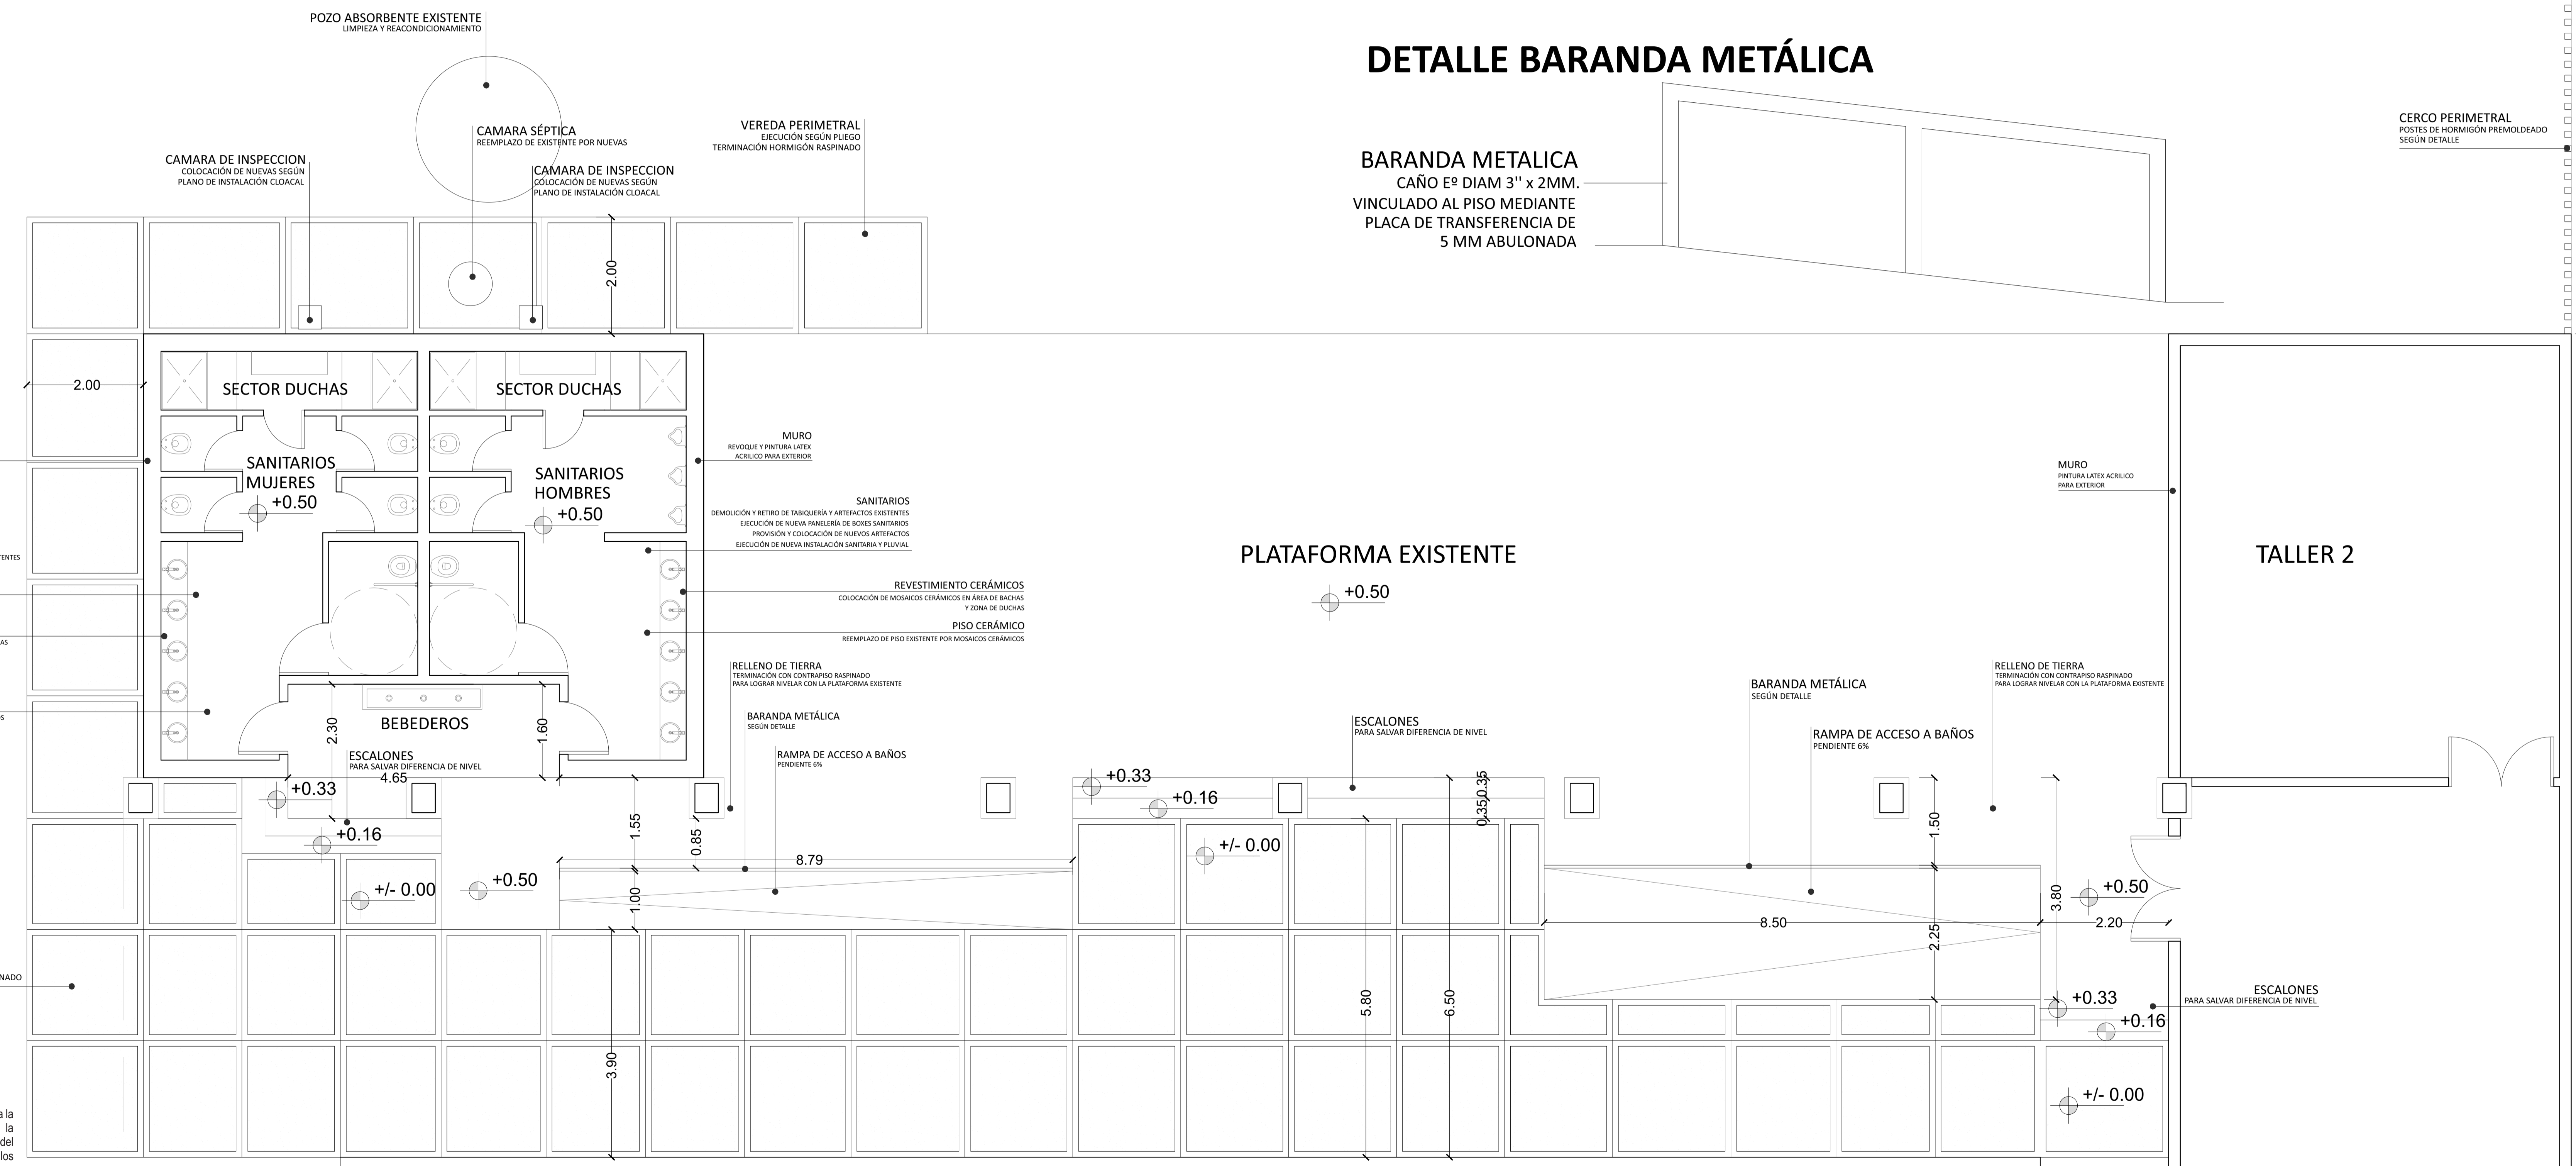 POZO ABSORBENTE EXISTENTE
LIMPIEZA Y REACONDICIONAMIENTO
DETALLE BARANDA METÁLICA
CERCO PERIMETRAL
POSTES DE HORMIGÓN PREMOLDEADO
SEGÚN DETALLE
CAMARA SÉPTICA
REEMPLAZO DE EXISTENTE POR NUEVAS
VEREDA PERIMETRAL
EJECUCIÓN SEGÚN PLIEGO
TERMINACIÓN HORMIGÓN RASPINADO
CAMARA DE INSPECCION
COLOCACIÓN DE NUEVAS SEGÚN
PLANO DE INSTALACIÓN CLOACAL
CAMARA DE INSPECCION
COLOCACIÓN DE NUEVAS SEGÚN
PLANO DE INSTALACIÓN CLOACAL
BARANDA METALICA
CAÑO Eº DIAM 3'' x 2MM.
VINCULADO AL PISO MEDIANTE
PLACA DE TRANSFERENCIA DE
5 MM ABULONADA
2.00
2.00
SECTOR DUCHAS
SECTOR DUCHAS
SANITARIOS
MUJERES
+0.50
SANITARIOS
HOMBRES
+0.50
MURO
REVOQUE Y PINTURA LATEX
ACRILICO PARA EXTERIOR
MURO
PINTURA LATEX ACRILICO
PARA EXTERIOR
SANITARIOS
DEMOLICIÓN Y RETIRO DE TABIQUERÍA Y ARTEFACTOS EXISTENTES
EJECUCIÓN DE NUEVA PANELERÍA DE BOXES SANITARIOS
PROVISIÓN Y COLOCACIÓN DE NUEVOS ARTEFACTOS
EJECUCIÓN DE NUEVA INSTALACIÓN SANITARIA Y PLUVIAL
PLATAFORMA EXISTENTE
+0.50
TALLER 2
TENTES
REVESTIMIENTO CERÁMICOS
COLOCACIÓN DE MOSAICOS CERÁMICOS EN ÁREA DE BACHAS
Y ZONA DE DUCHAS
PISO CERÁMICO
REEMPLAZO DE PISO EXISTENTE POR MOSAICOS CERÁMICOS
AS
OS
RELLENO DE TIERRA
TERMINACIÓN CON CONTRAPISO RASPINADO
PARA LOGRAR NIVELAR CON LA PLATAFORMA EXISTENTE
RELLENO DE TIERRA
TERMINACIÓN CON CONTRAPISO RASPINADO
PARA LOGRAR NIVELAR CON LA PLATAFORMA EXISTENTE
BARANDA METÁLICA
SEGÚN DETALLE
BARANDA METÁLICA
SEGÚN DETALLE
BEBEDEROS
2.30
1.60
ESCALONES
PARA SALVAR DIFERENCIA DE NIVEL
4.65
ESCALONES
PARA SALVAR DIFERENCIA DE NIVEL
RAMPA DE ACCESO A BAÑOS
PENDIENTE 6%
RAMPA DE ACCESO A BAÑOS
PENDIENTE 6%
+0.33
+0.16
+/- 0.00
+0.50
1.55
0.85
1.00
8.79
+0.33
+0.16
+/- 0.00
0.35
0.35
1.50
3.80
8.50
2.25
+0.50
2.20
NADO
5.80
6.50
3.90
+0.33
+0.16
ESCALONES
PARA SALVAR DIFERENCIA DE NIVEL
+/- 0.00
a la
la
del
los